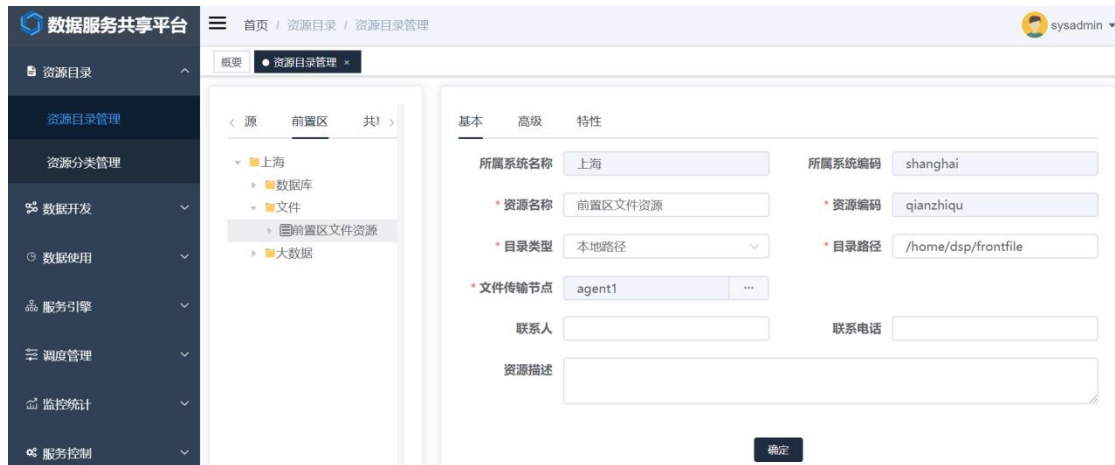 数据服务共享平台
首页 / 资源目录 / 资源目录管理
sysadmin
概要
资源目录管理 ×
资源目录
资源目录管理
资源分类管理
数据开发
数据使用
服务引擎
调度管理
监控统计
服务控制
源 前置区
上海
数据库
文件
前置区文件资源
大数据
基本 高级 特性
所属系统名称 上海 所属系统编码 shanghai
* 资源名称 前置区文件资源 * 资源编码 qianzhiqu
* 目录类型 本地路径 * 目录路径 /home/dsp/frontfile
* 文件传输节点 agent1 ...
联系人 联系电话
资源描述
确定